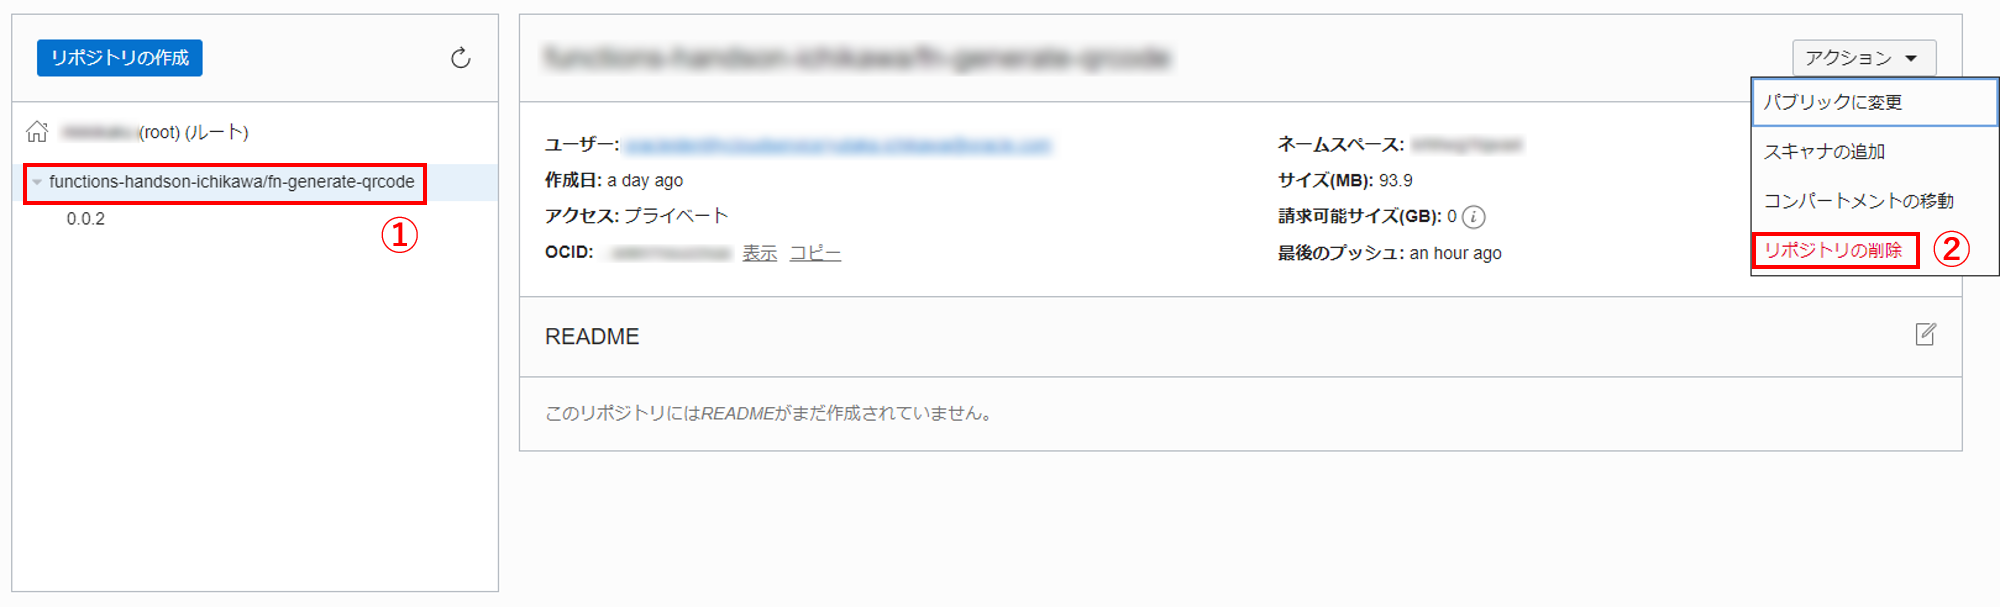 リポジトリの作成
(root) (ルート)
functions-handson-ichikawa/fn-generate-qrcode
0.0.2
①
functions-handson-ichikawa/fn-generate-qrcode
アクション
パブリックに変更
スキャナの追加
コンパートメントの移動
リポジトリの削除
②
ユーザー:
作成日: a day ago
アクセス: プライベート
OCID: 表示 コピー
ネームスペース:
サイズ(MB): 93.9
請求可能サイズ(GB): 0 i
最後のプッシュ: an hour ago
README
このリポジトリにはREADMEがまだ作成されていません。